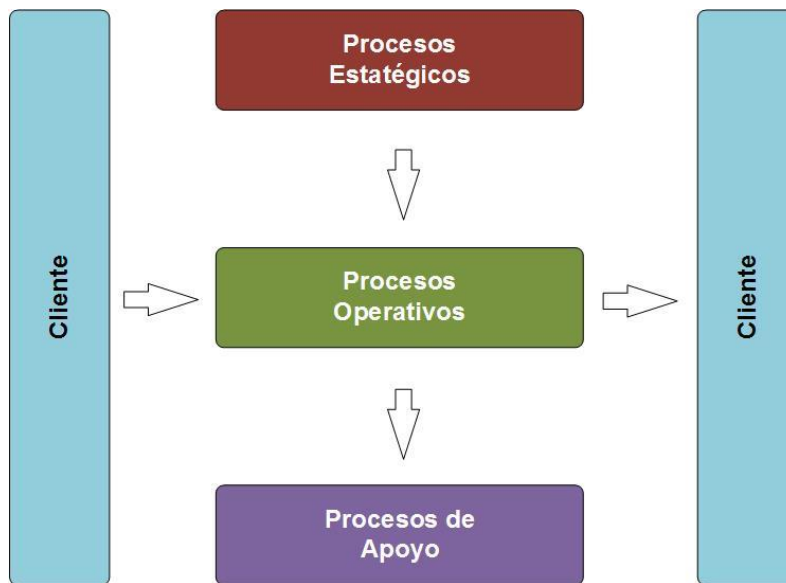 Procesos
Estatégicos
Cliente
Procesos
Operativos
Cliente
Procesos de
Apoyo